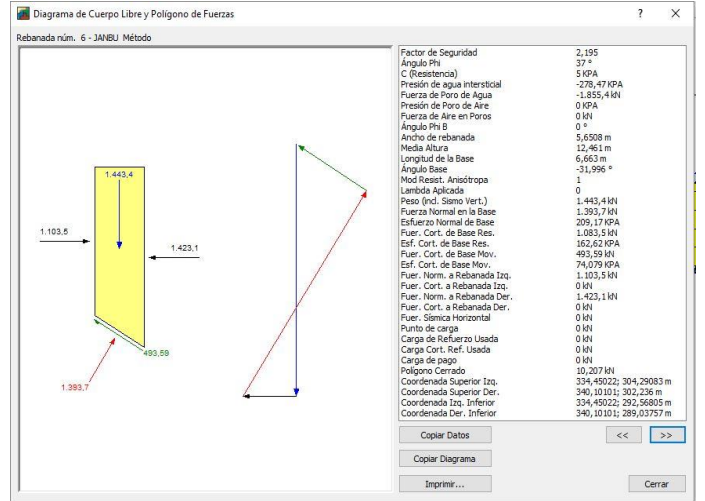 Diagrama de Cuerpo Libre y Polígono de Fuerzas ? ×
Rebanada núm. 6 - JANBU Método
1.443,4
1.103,5
1.423,1
493,59
1.393,7
Factor de Seguridad 2,195
Ángulo Phi 37 °
C (Resistencia) 5 KPA
Presión de agua intersticial -278,47 KPA
Fuerza de Poro de Agua -1.855,4 kN
Presión de Poro de Aire 0 KPA
Fuerza de Aire en Poros 0 kN
Ángulo Phi B 0 °
Ancho de rebanada 5,6508 m
Media Altura 12,461 m
Longitud de la Base 6,663 m
Ángulo Base -31,996 °
Mod Resist. Anisótropa 1
Lambda Aplicada 0
Peso (ind. Sismo Vert.) 1.443,4 kN
Fuerza Normal en la Base 1.393,7 kN
Esfuerzo Normal de Base 209,17 KPA
Fuer. Cort. de Base Res. 1.083,5 kN
Esf. Cort. de Base Res. 162,62 KPA
Fuer. Cort. de Base Mov. 493,59 kN
Esf. Cort. de Base Mov. 74,079 KPA
Fuer. Norm. a Rebanada Izq. 1.103,5 kN
Fuer. Cort. a Rebanada Izq. 0 kN
Fuer. Norm. a Rebanada Der. 1.423,1 kN
Fuer. Cort. a Rebanada Der. 0 kN
Fuer. Sísmica Horizontal 0 kN
Punto de carga 0 kN
Carga de Refuerzo Usada 0 kN
Carga Cort. Ref. Usada 0 kN
Carga de pago 0 kN
Polígono Cerrado 10,207 kN
Coordenada Superior Izq. 334,45022; 304,29083 m
Coordenada Superior Der. 340,10101; 302,236 m
Coordenada Izq. Inferior 334,45022; 292,56805 m
Coordenada Der. Inferior 340,10101; 289,03757 m
Copiar Datos << >>
Copiar Diagrama
Imprimir... Cerrar